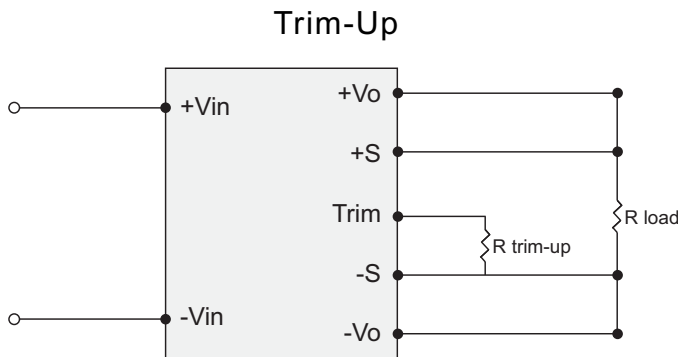 Trim-Up
+Vin
-Vin
+Vo
+S
Trim
-S
-Vo
R trim-up
R load